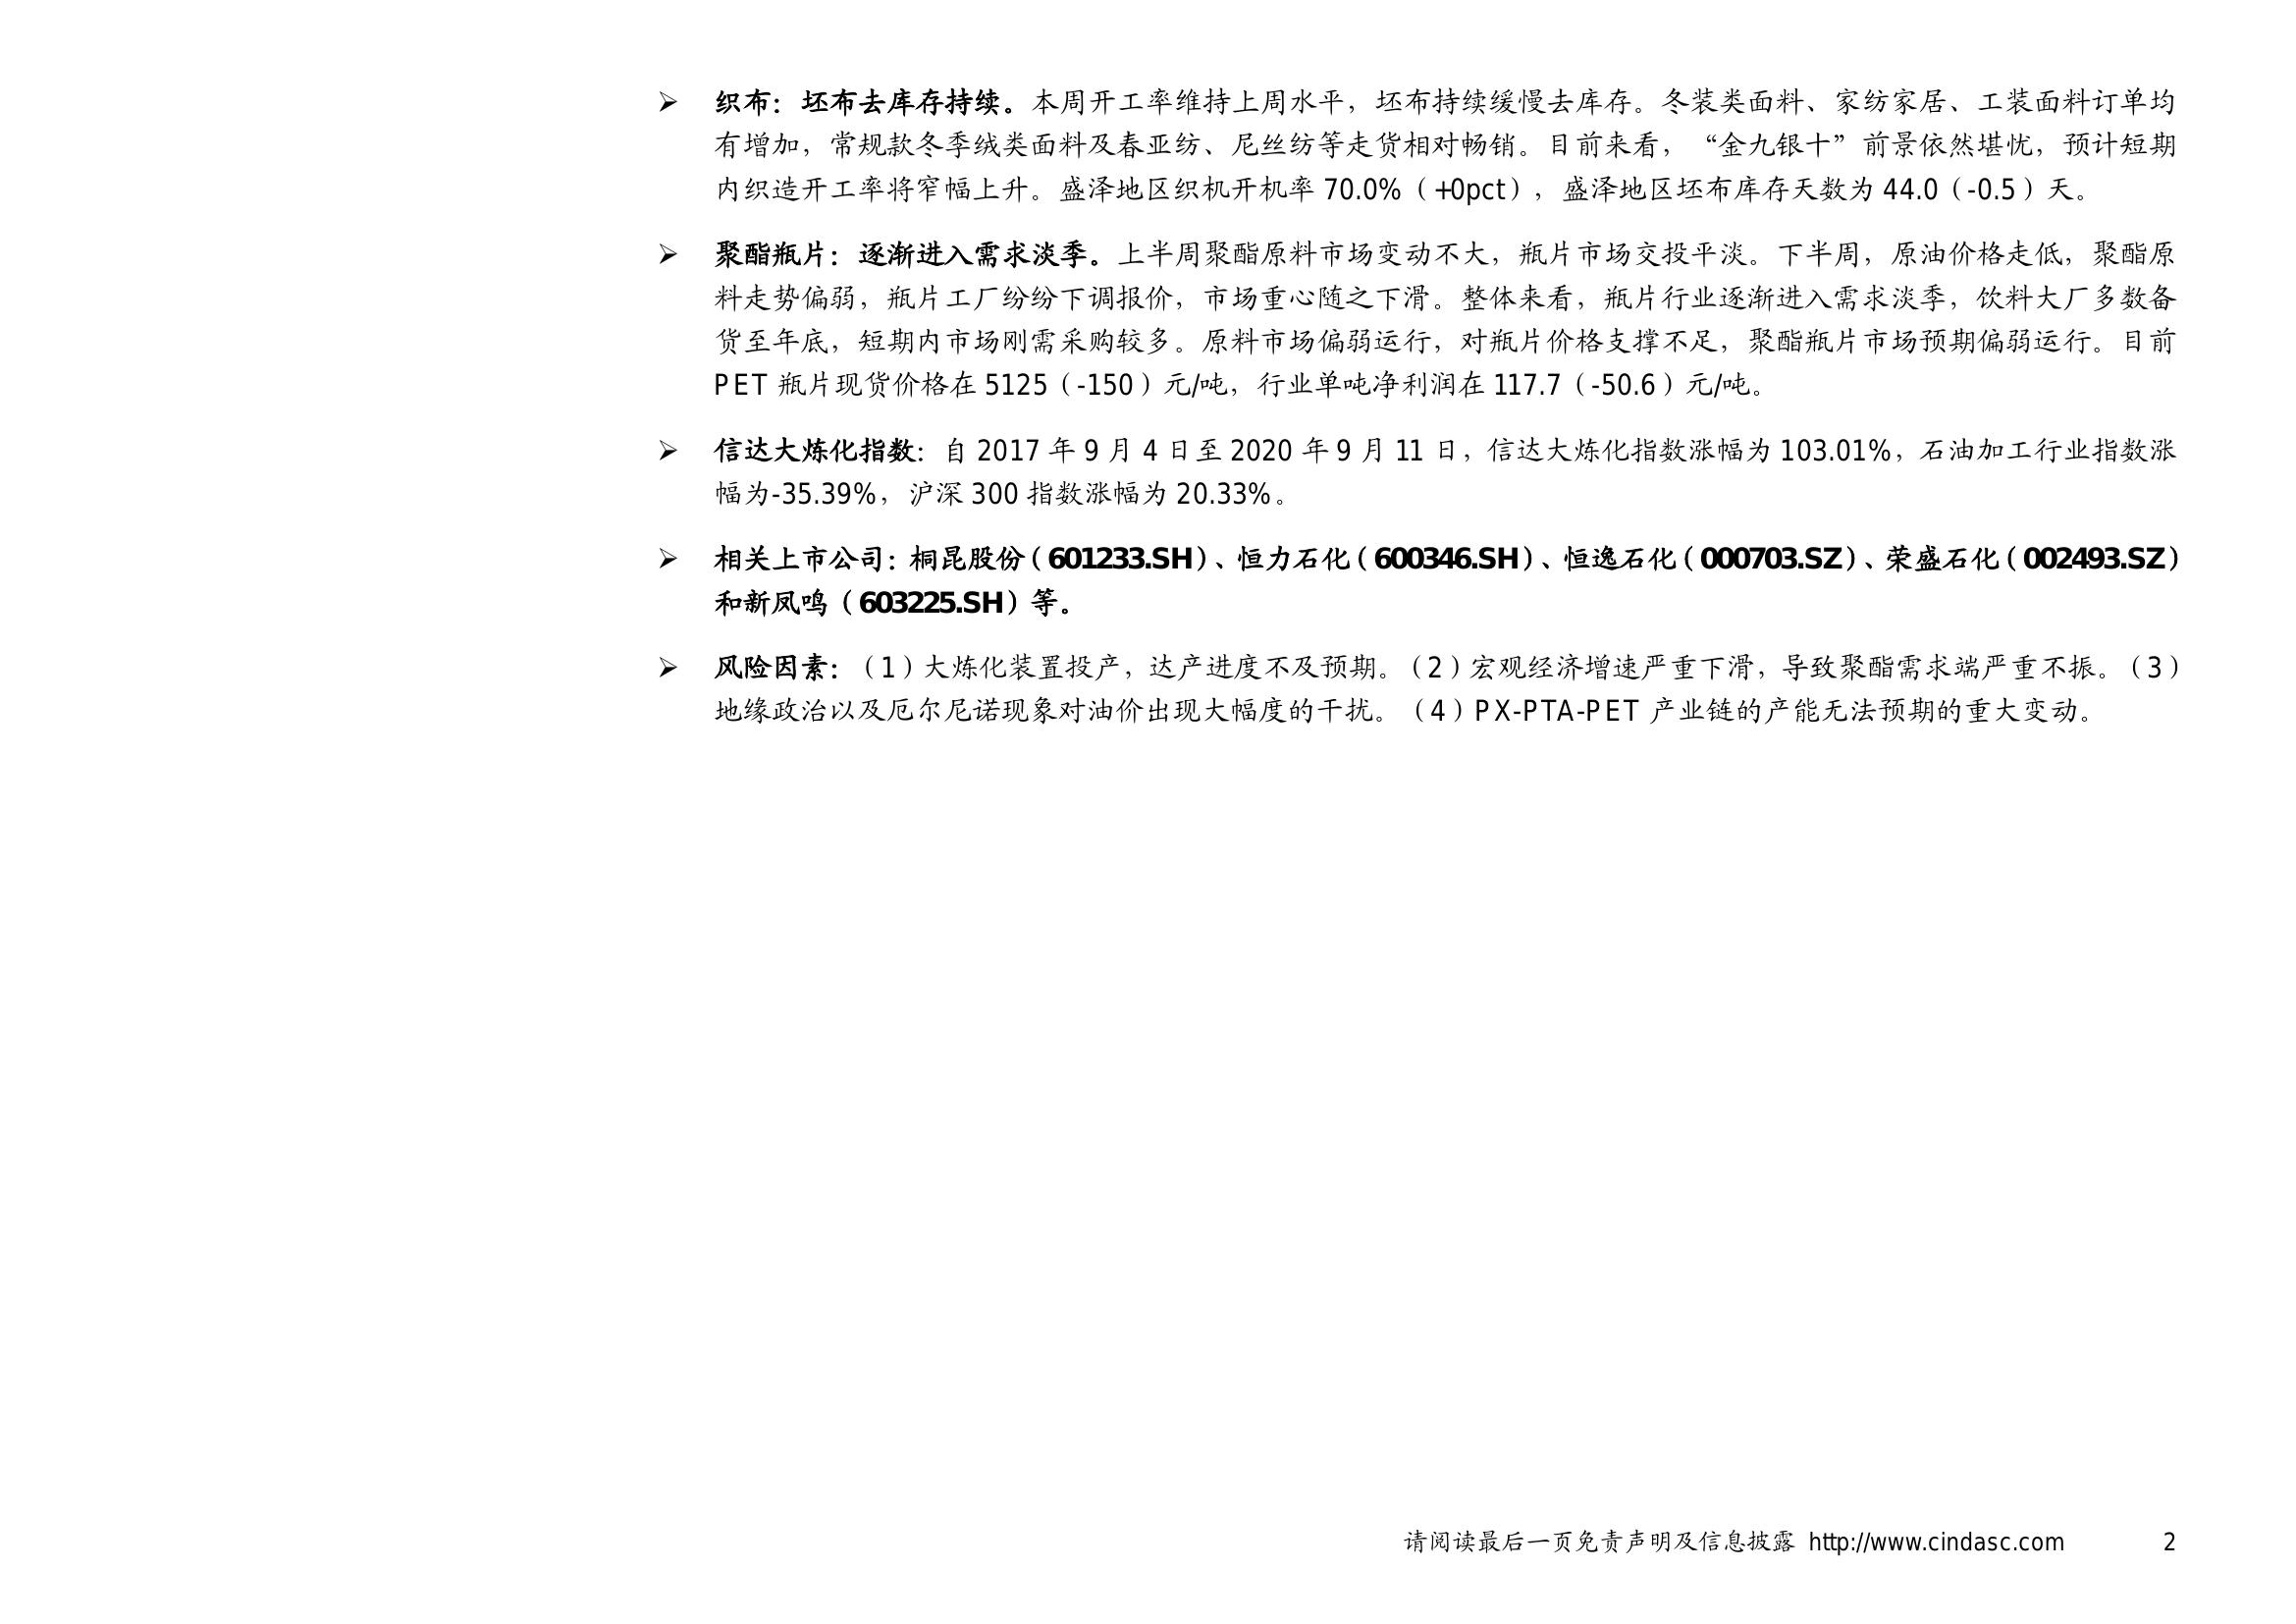 ➢ 织布：坯布去库存持续。本周开工率维持上周水平，坯布持续缓慢去库存。冬装类面料、家纺家居、工装面料订单均
有增加，常规款冬季绒类面料及春亚纺、尼丝纺等走货相对畅销。目前来看，“金九银十”前景依然堪忧，预计短期
内织造开工率将窄幅上升。盛泽地区织机开机率 70.0%（+0pct），盛泽地区坯布库存天数为 44.0（-0.5）天。
➢ 聚酯瓶片：逐渐进入需求淡季。上半周聚酯原料市场变动不大，瓶片市场交投平淡。下半周，原油价格走低，聚酯原
料走势偏弱，瓶片工厂纷纷下调报价，市场重心随之下滑。整体来看，瓶片行业逐渐进入需求淡季，饮料大厂多数备
货至年底，短期内市场刚需采购较多。原料市场偏弱运行，对瓶片价格支撑不足，聚酯瓶片市场预期偏弱运行。目前
PET 瓶片现货价格在 5125（-150）元/吨，行业单吨净利润在 117.7（-50.6）元/吨。
➢ 信达大炼化指数：自 2017 年 9 月 4 日至 2020 年 9 月 11 日，信达大炼化指数涨幅为 103.01%，石油加工行业指数涨
幅为-35.39%，沪深 300 指数涨幅为 20.33%。
➢ 相关上市公司：桐昆股份（601233.SH）、恒力石化（600346.SH）、恒逸石化（000703.SZ）、荣盛石化（002493.SZ）
和新凤鸣（603225.SH）等。
➢ 风险因素：（1）大炼化装置投产，达产进度不及预期。（2）宏观经济增速严重下滑，导致聚酯需求端严重不振。（3）
地缘政治以及厄尔尼诺现象对油价出现大幅度的干扰。（4）PX-PTA-PET 产业链的产能无法预期的重大变动。
请阅读最后一页免责声明及信息披露 http://www.cindasc.com 2